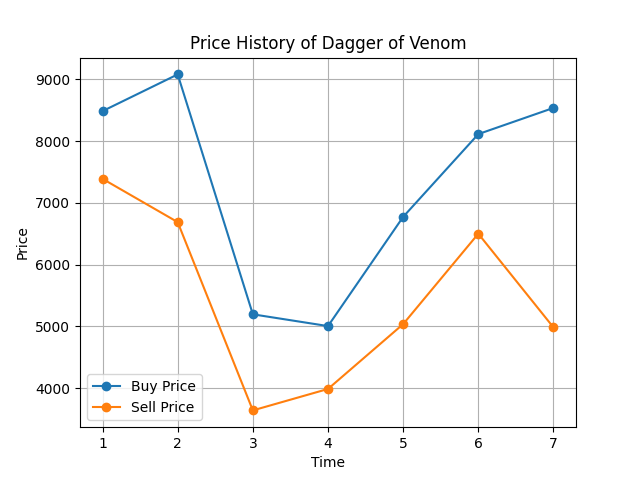 Price History of Dagger of Venom
Price
9000
8000
7000
6000
5000
4000
Buy Price
Sell Price
1 2 3 4 5 6 7
Time